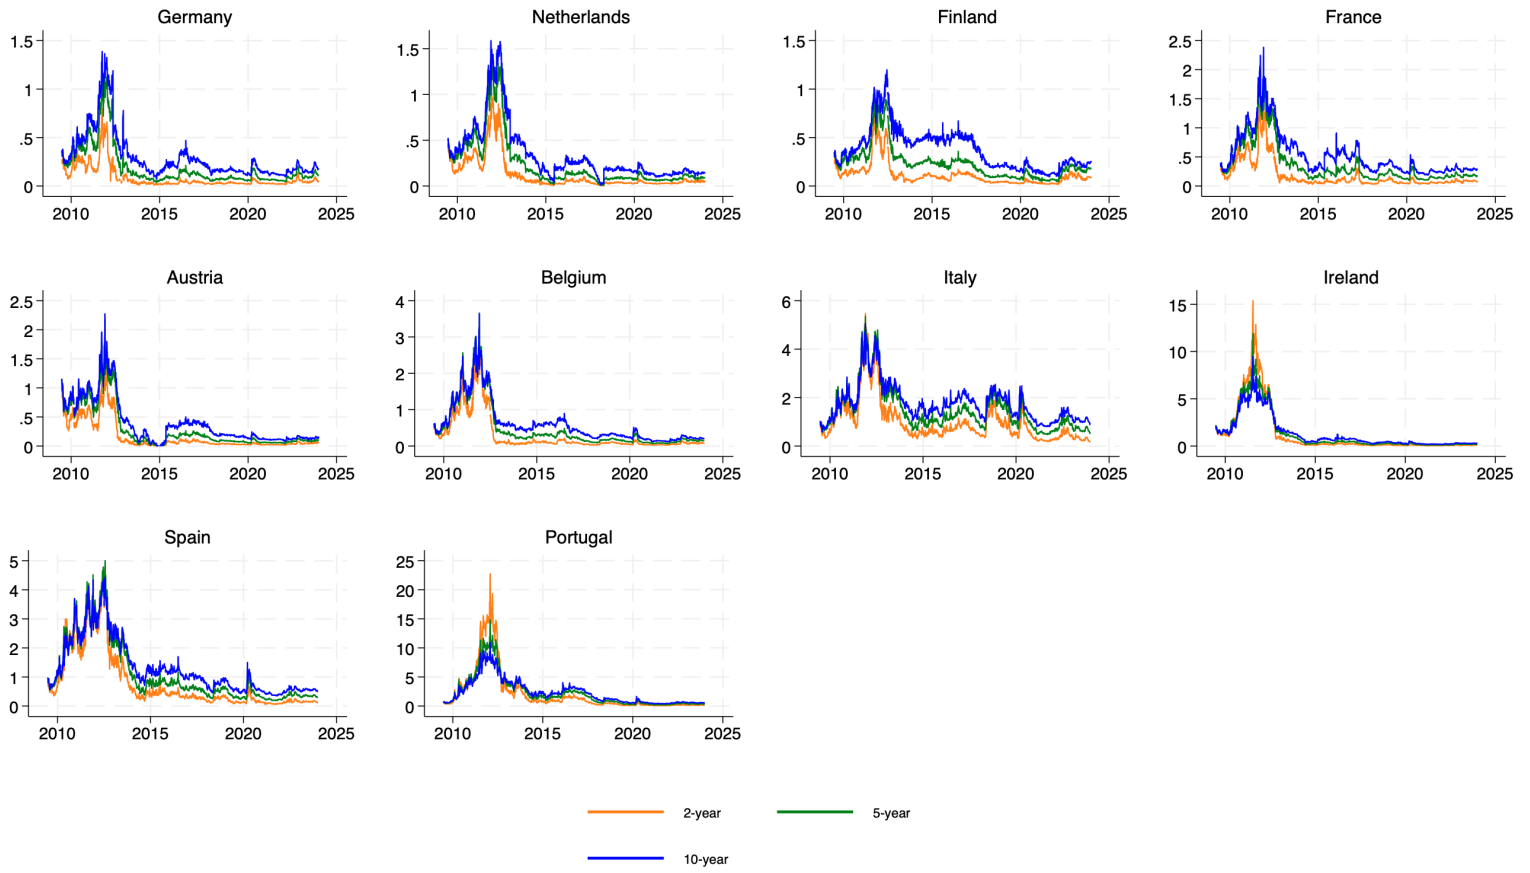 Germany Netherlands Finland France
1.5 1.5 1.5 2.5
1 1 1 2
.5 .5 .5 1.5
0 0 0 1
.5
0
2010 2015 2020 2025 2010 2015 2020 2025 2010 2015 2020 2025 2010 2015 2020 2025
Austria Belgium Italy Ireland
2.5 4 6 15
2 3 4 10
1.5 2 2 5
1 1 0 0
.5 0
0
2010 2015 2020 2025 2010 2015 2020 2025 2010 2015 2020 2025 2010 2015 2020 2025
Spain Portugal
5 25
4 20
3 15
2 10
1 5
0 0
2010 2015 2020 2025 2010 2015 2020 2025
2-year 5-year
10-year